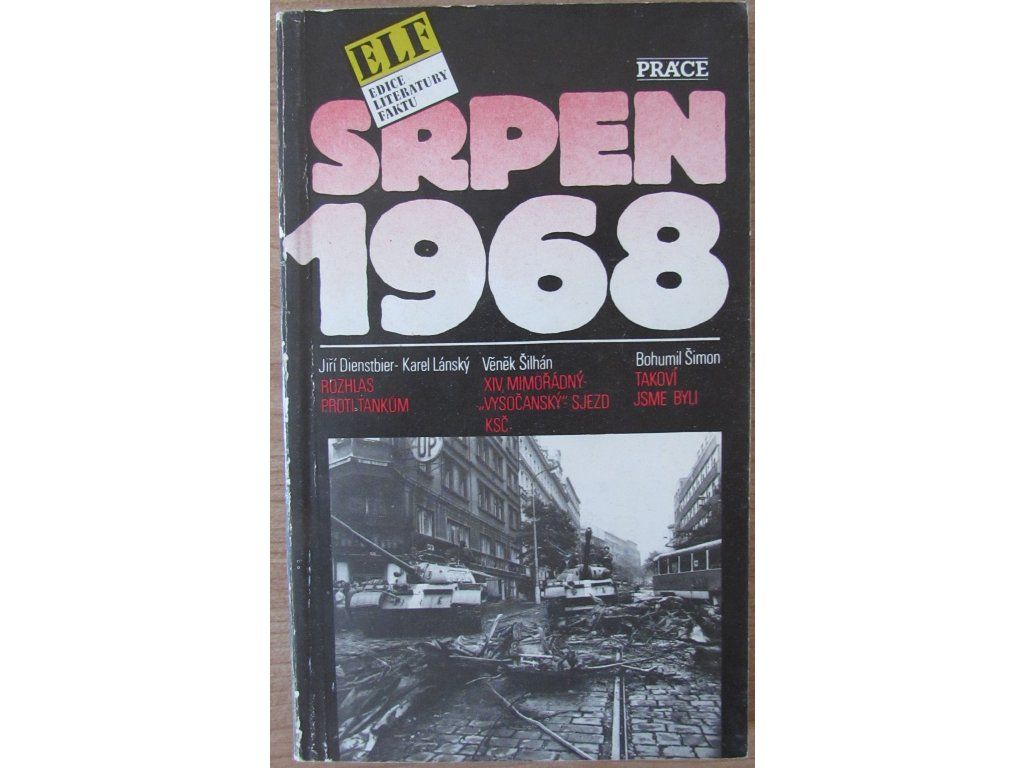 ELF
EDICE
LITERATURY
FAKTU
PRÁCE
SRPEN
1968
Jiří Dienstbier- Karel Lánský
ROZHLAS
PROTI TANKŮM
Věněk Šilhán
XIV. MIMOŘÁDNÝ-
-„VYSOČANSKÝ“- SJEZD
KSČ-
Bohumil Šimon
TAKOVÍ
JSME BYLI
UP